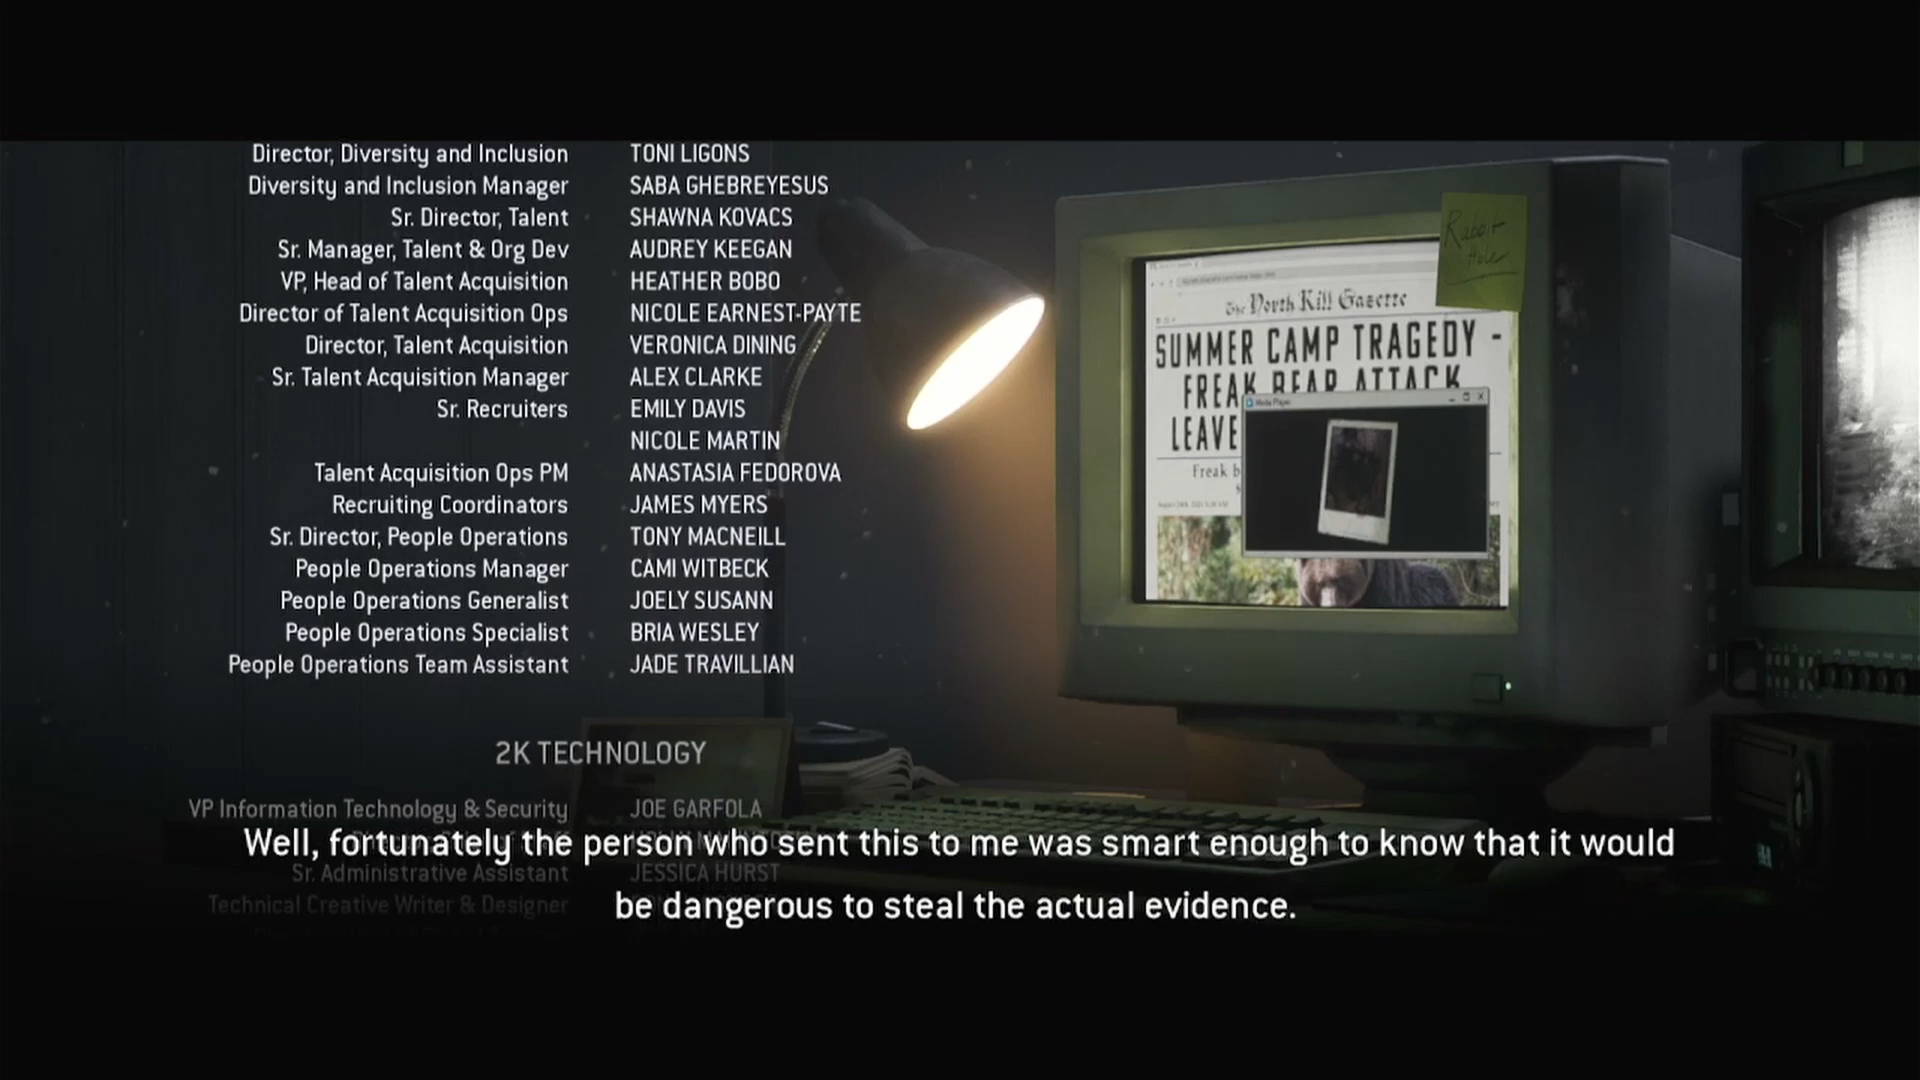 Director, Diversity and Inclusion TONI LIGONS
Diversity and Inclusion Manager SABA GHEBREYESUS
Sr. Director, Talent SHAWNA KOVACS
Sr. Manager, Talent & Org Dev AUDREY KEEGAN
VP, Head of Talent Acquisition HEATHER BOBO
Director of Talent Acquisition Ops NICOLE EARNEST-PAYTE
Director, Talent Acquisition VERONICA DINING
Sr. Talent Acquisition Manager ALEX CLARKE
Sr. Recruiters EMILY DAVIS
NICOLE MARTIN
Talent Acquisition Ops PM ANASTASIA FEDOROVA
Recruiting Coordinators JAMES MYERS
Sr. Director, People Operations TONY MACNEILL
People Operations Manager CAMI WITBECK
People Operations Generalist JOELY SUSANN
People Operations Specialist BRIA WESLEY
People Operations Team Assistant JADE TRAVILLIAN
2K TECHNOLOGY
VP Information Technology & Security JOE GARFOLA
Sr. Administrative Assistant JESSICA HURST
Technical Creative Writer & Designer
Well, fortunately the person who sent this to me was smart enough to know that it would
be dangerous to steal the actual evidence.
Rabbit
Hole
The North Kill Gazette
SUMMER CAMP TRAGEDY -
FREAK BEAR ATTACK
LEAVE
Media Player
Freak b